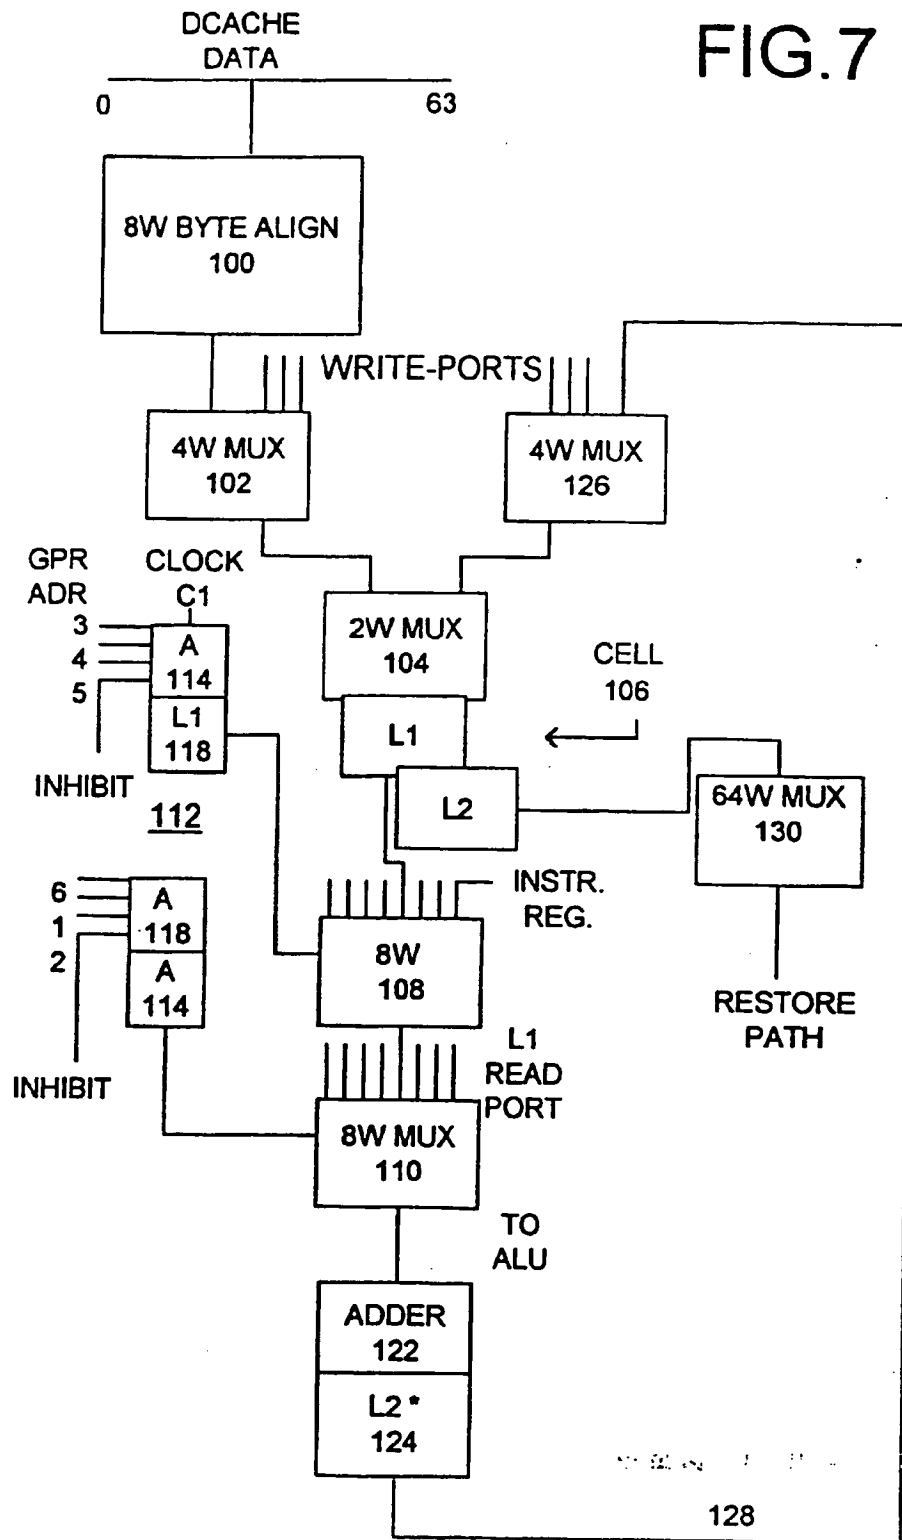 DCACHE
DATA
FIG.7
0
63
8W BYTE ALIGN
100
WRITE-PORTS
4W MUX
102
4W MUX
126
GPR
ADR
CLOCK
C1
3
4
5
A
114
L1
118
INHIBIT
112
2W MUX
104
CELL
106
L1
L2
64W MUX
130
6
1
2
A
118
A
114
INHIBIT
INSTR.
REG.
8W
108
RESTORE
PATH
L1
READ
PORT
8W MUX
110
TO
ALU
ADDER
122
L2 *
124
128